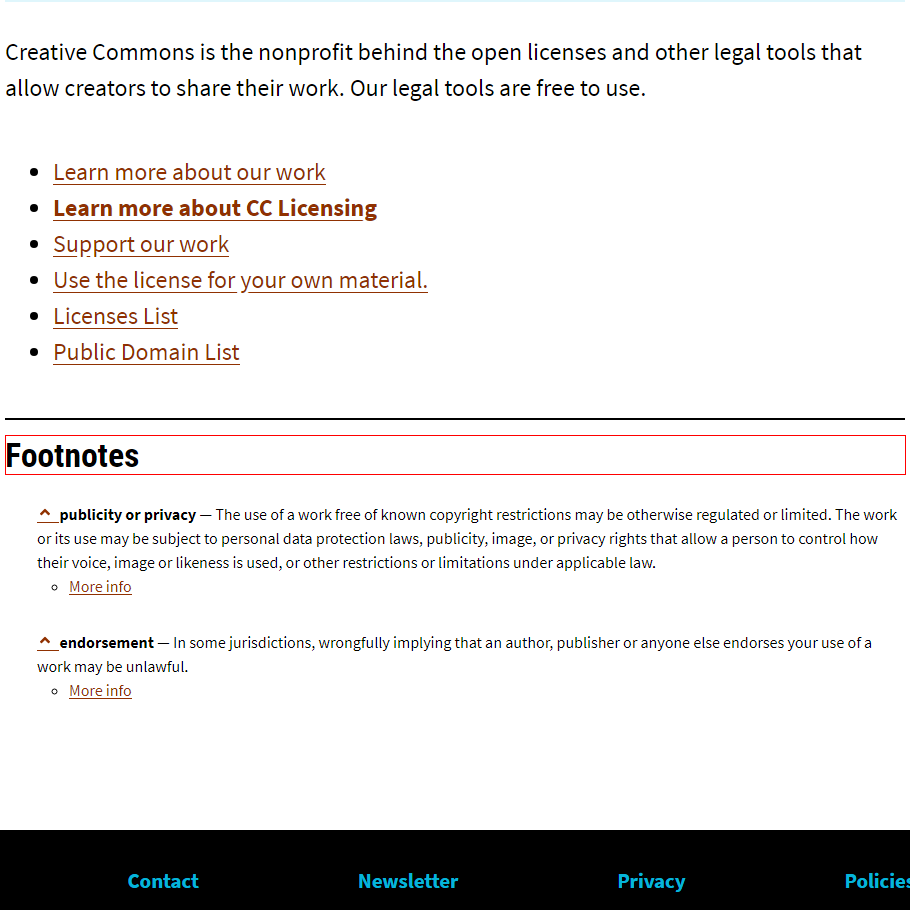 Creative Commons is the nonprofit behind the open licenses and other legal tools that
allow creators to share their work. Our legal tools are free to use.
Learn more about our work
Learn more about CC Licensing
Support our work
Use the license for your own material.
Licenses List
Public Domain List
Footnotes
^ publicity or privacy — The use of a work free of known copyright restrictions may be otherwise regulated or limited. The work
or its use may be subject to personal data protection laws, publicity, image, or privacy rights that allow a person to control how
their voice, image or likeness is used, or other restrictions or limitations under applicable law.
More info
^ endorsement — In some jurisdictions, wrongfully implying that an author, publisher or anyone else endorses your use of a
work may be unlawful.
More info
Contact Newsletter Privacy Policies